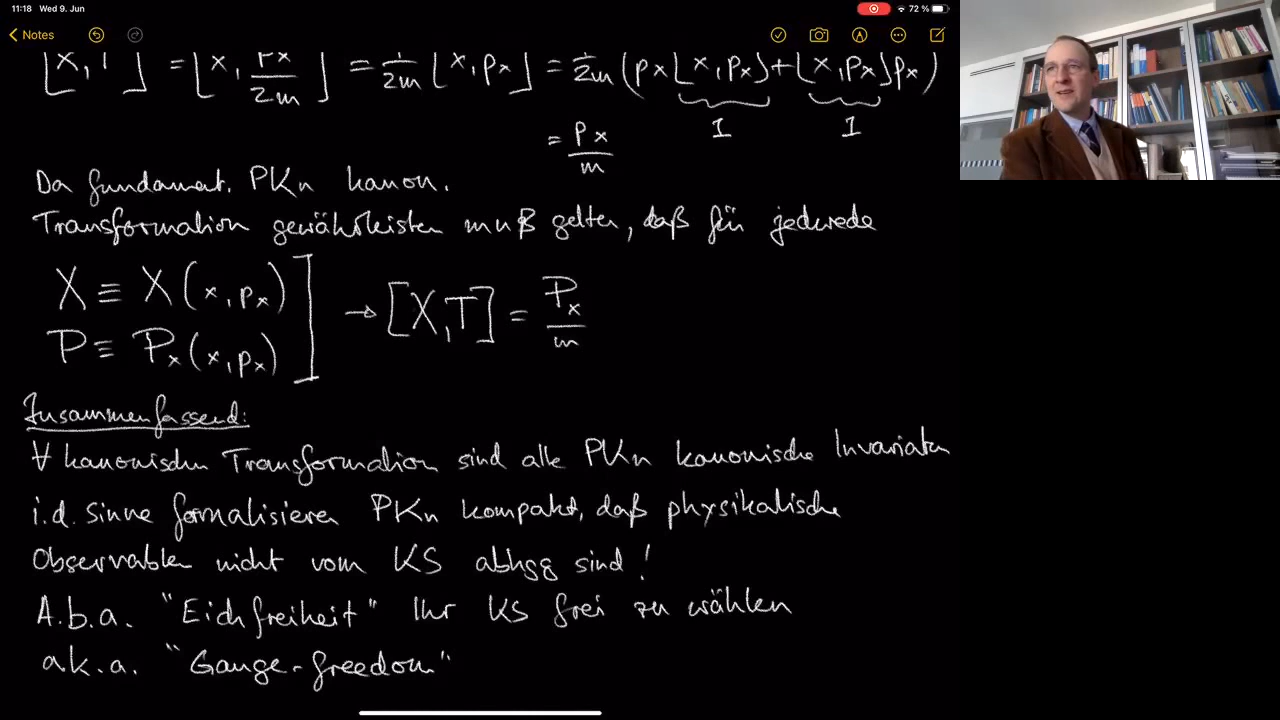 11:18 Wed 9. Jun 72 %
Notes
[x, T] = [x, px/2m] = 1/2m [x, px] = 1/2m (px[x, px] + [x, px]px)
1 1
= px/m
Da fundament. PKn kanon.
Transformation gewährleisten muß gelten, daß für jedwede
X ≡ X(x, px)
P ≡ Px(x, px) → [X, T] = Px/m
Zusammenfassend:
∀ kanonischen Transformation sind alle PKn kanonische Invariaten
i.d. Sinne formalisieren PKn kompakt, daß physikalische
Observablen nicht vom KS abhgg sind!
A.b.a. "Eichfreiheit" Ihr KS frei zu wählen
a.k.a. "Gauge-freedom"